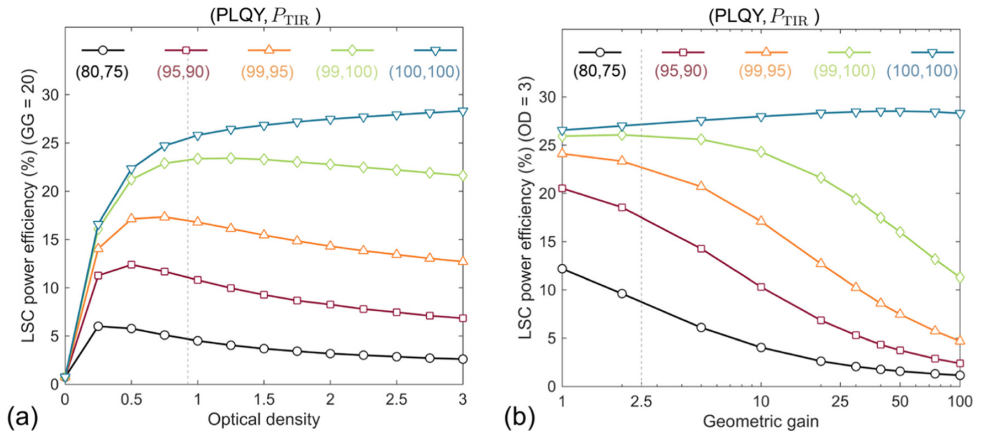 (PLQY, P_TIR)
(80,75) (95,90) (99,95) (99,100) (100,100)
LSC power efficiency (%) (GG = 20)
30
25
20
15
10
5
0
0 0.5 1 1.5 2 2.5 3
Optical density
(a)
(PLQY, P_TIR)
(80,75) (95,90) (99,95) (99,100) (100,100)
LSC power efficiency (%) (OD = 3)
30
25
20
15
10
5
0
1 2.5 10 25 50 100
Geometric gain
(b)